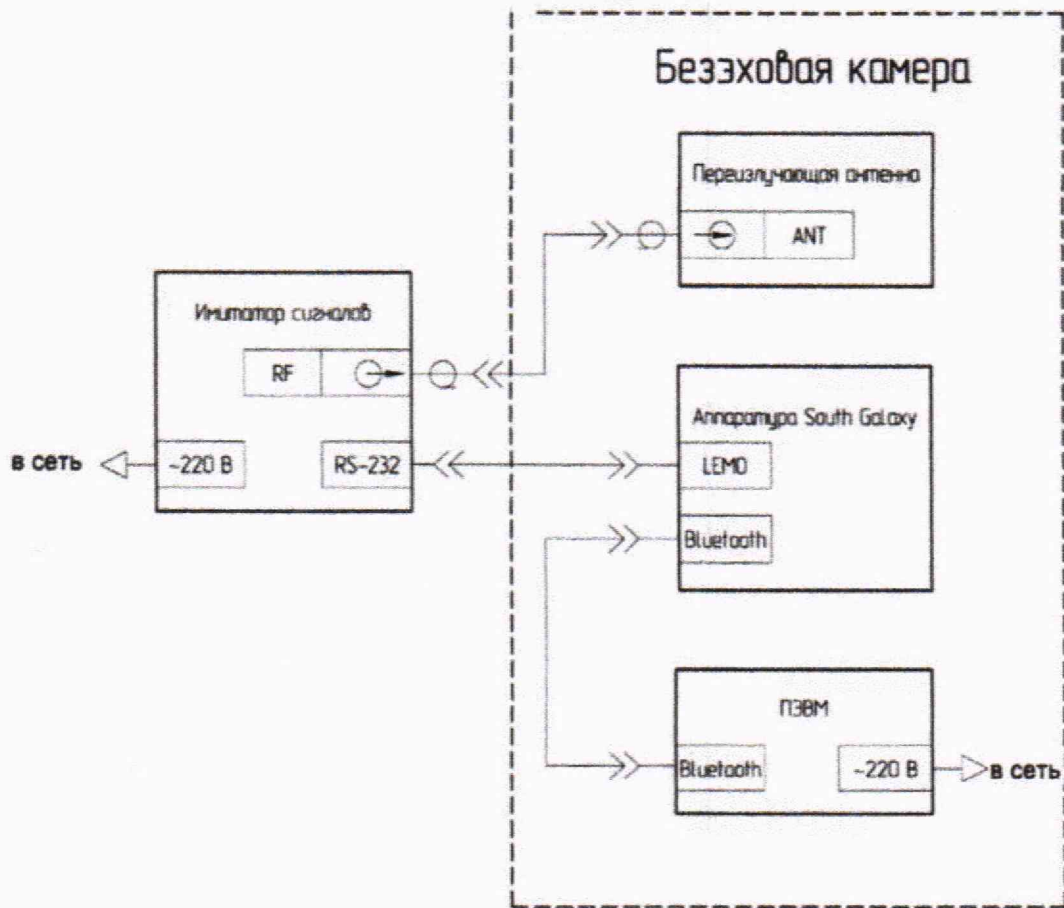 Безэховая камера
Переизлучающая антенна
ANT
Имитатор сигналов
RF
в сеть
~220 В
RS-232
Аппаратура South Galaxy
LEMO
Bluetooth
ПЭВМ
Bluetooth
~220 В
в сеть